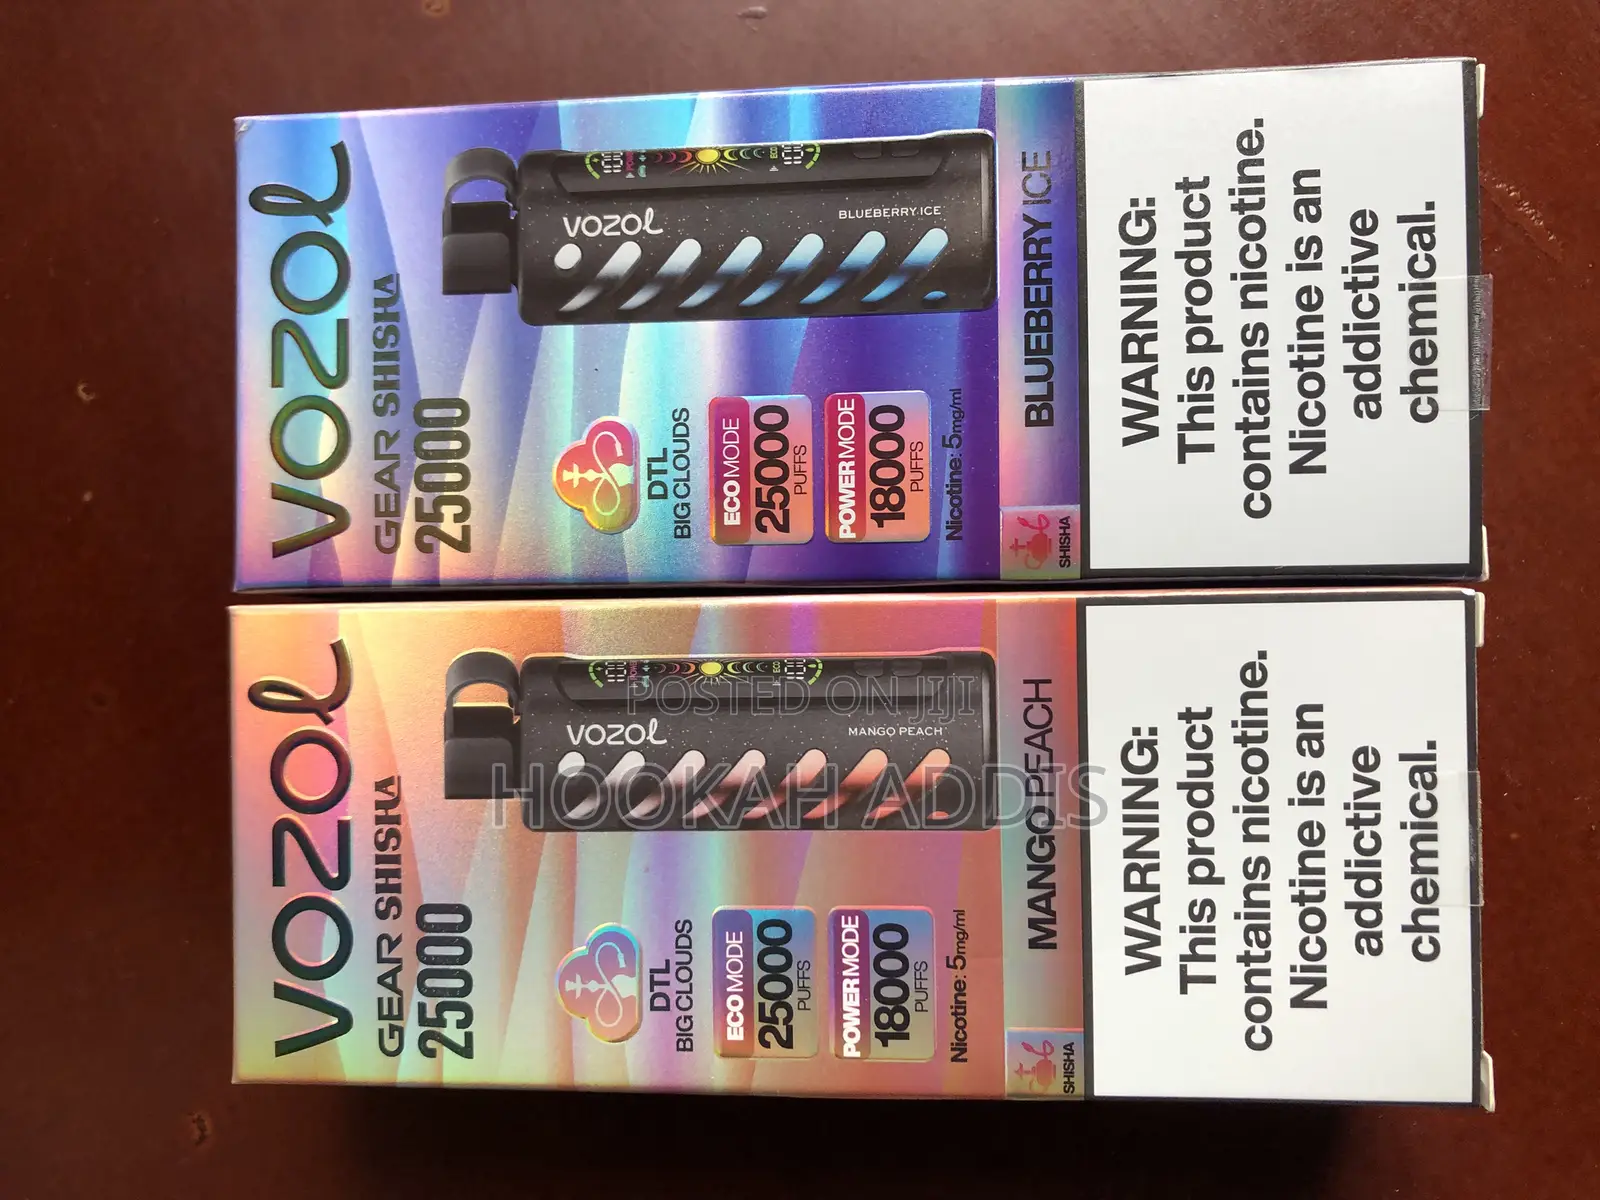 VOZOL
GEAR SHISHA
25000
VOZOL
BLUEBERRY ICE
DTL
BIG CLOUDS
ECO MODE
25000
PUFFS
POWER MODE
18000
PUFFS
Nicotine: 5mg/ml
SHISHA
BLUEBERRY ICE
WARNING:
This product
contains nicotine.
Nicotine is an
addictive
chemical.
VOZOL
GEAR SHISHA
25000
VOZOL
MANGO PEACH
DTL
BIG CLOUDS
ECO MODE
25000
PUFFS
POWER MODE
18000
PUFFS
Nicotine: 5mg/ml
SHISHA
MANGO PEACH
WARNING:
This product
contains nicotine.
Nicotine is an
addictive
chemical.
POSTED ON JIJI
HOOKAH ADDIS